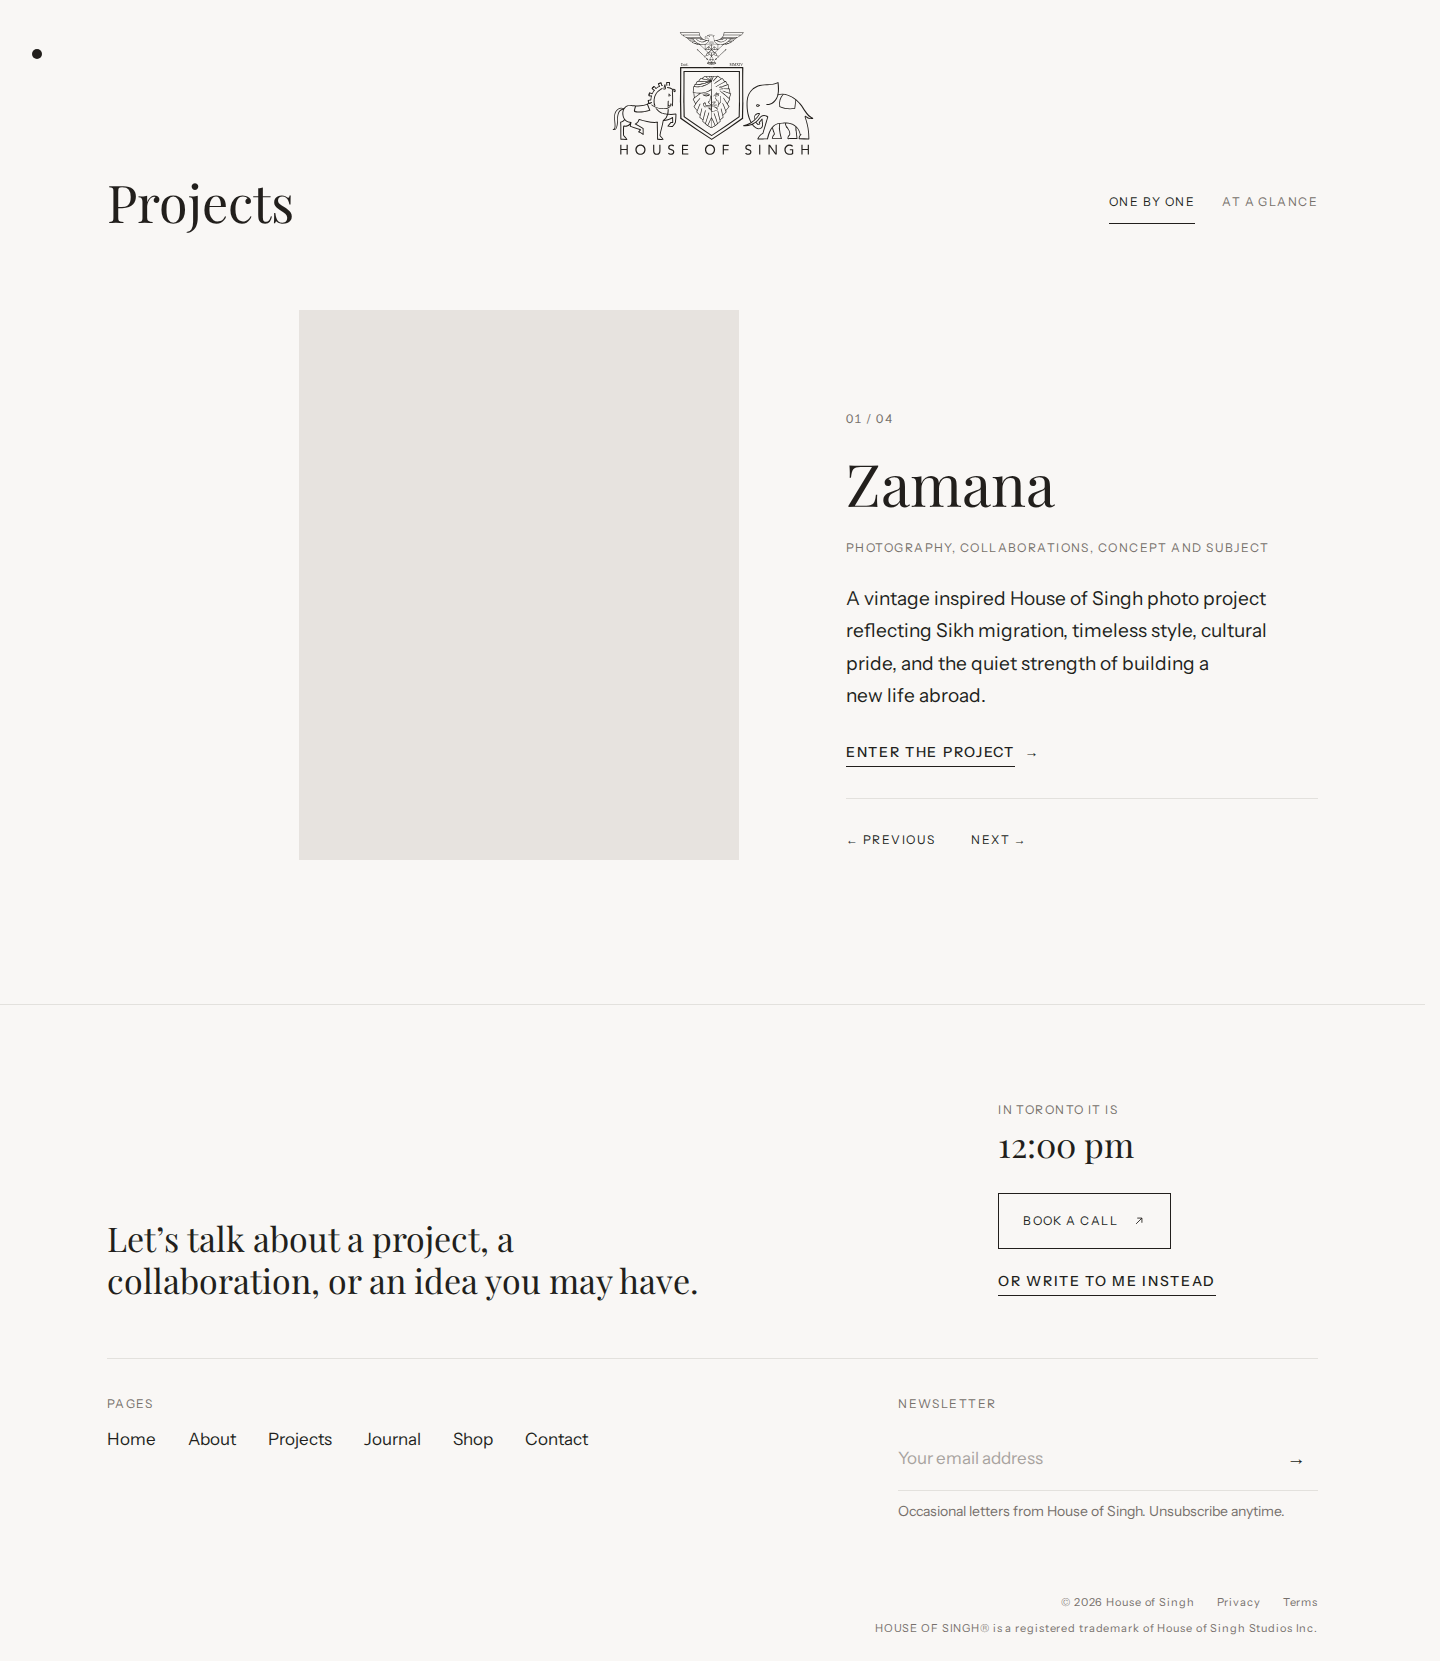 Est.
MMXIV
HOUSE OF SINGH
Projects
ONE BY ONE
AT A GLANCE
01 / 04
Zamana
PHOTOGRAPHY, COLLABORATIONS, CONCEPT AND SUBJECT
A vintage inspired House of Singh photo project
reflecting Sikh migration, timeless style, cultural
pride, and the quiet strength of building a
new life abroad.
ENTER THE PROJECT →
← PREVIOUS
NEXT →
IN TORONTO IT IS
12:00 pm
BOOK A CALL ↗
OR WRITE TO ME INSTEAD
Let’s talk about a project, a
collaboration, or an idea you may have.
PAGES
Home About Projects Journal Shop Contact
NEWSLETTER
Your email address →
Occasional letters from House of Singh. Unsubscribe anytime.
© 2026 House of Singh Privacy Terms
HOUSE OF SINGH® is a registered trademark of House of Singh Studios Inc.